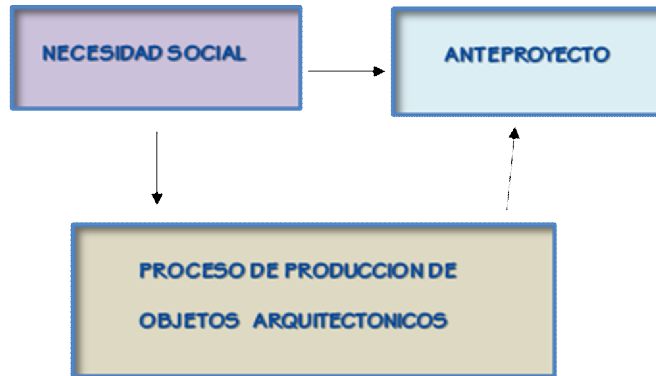 NECESIDAD SOCIAL
ANTEPROYECTO
PROCESO DE PRODUCCION DE
OBJETOS ARQUITECTONICOS